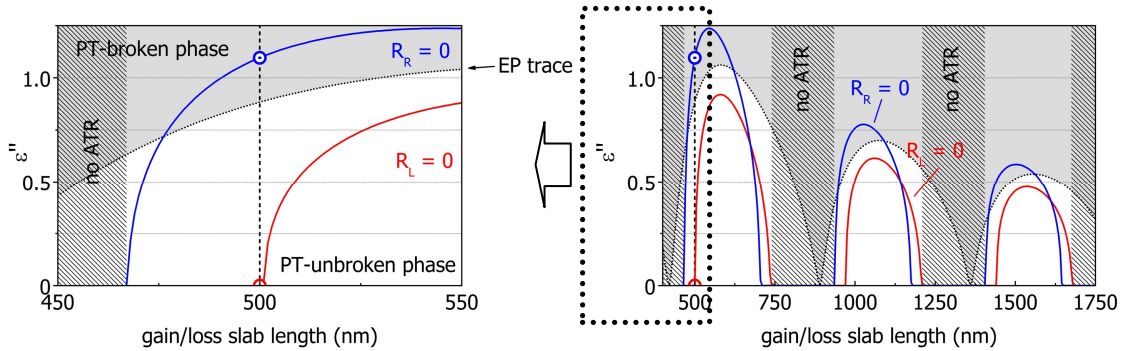 PT-broken phase
R_R = 0
EP trace
1.0
no ATR
ε''
0.5
R_L = 0
PT-unbroken phase
0
450
500
550
gain/loss slab length (nm)
1.0
no ATR
no ATR
R_R = 0
ε''
R_L = 0
0.5
0
500
750
1000
1250
1500
1750
gain/loss slab length (nm)